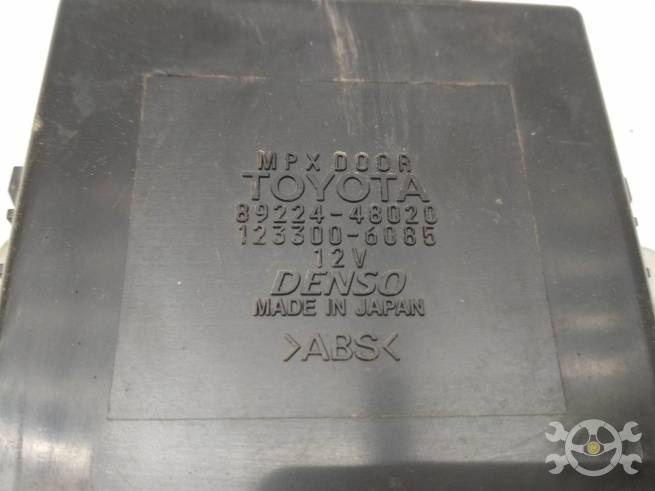 MPX DOOR
TOYOTA
89224-48020
123300-6085
12V
DENSO
MADE IN JAPAN
>ABS<